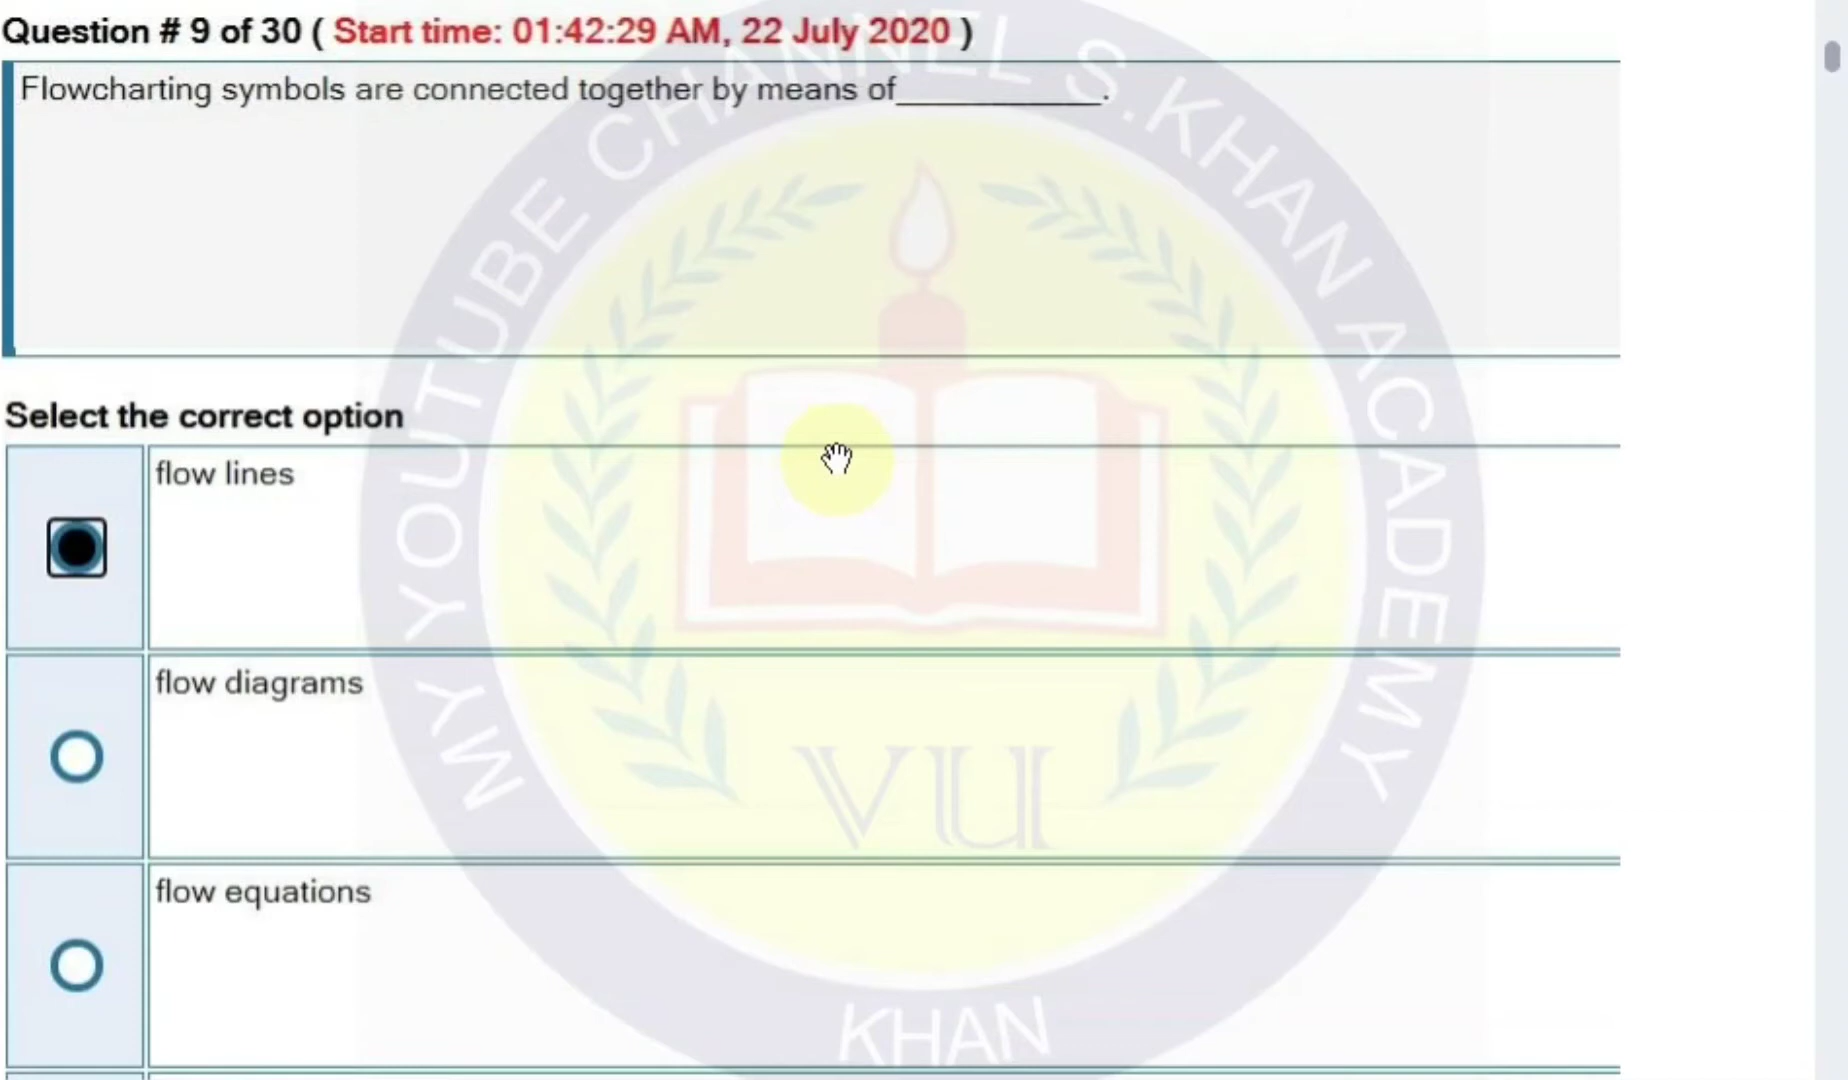 Question # 9 of 30 ( Start time: 01:42:29 AM, 22 July 2020 )
Flowcharting symbols are connected together by means of____________.
Select the correct option
flow lines
flow diagrams
flow equations
MY YOUTUBE CHANNEL S.KHAN ACADEMY
VU
KHAN